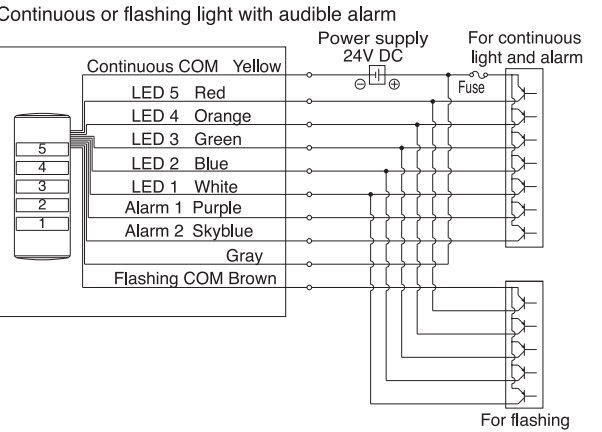 Continuous or flashing light with audible alarm
Power supply
24V DC
For continuous
light and alarm
Continuous COM Yellow
⊖ ⊕
Fuse
LED 5 Red
LED 4 Orange
LED 3 Green
LED 2 Blue
LED 1 White
Alarm 1 Purple
Alarm 2 Skyblue
Gray
Flashing COM Brown
5
4
3
2
1
For flashing